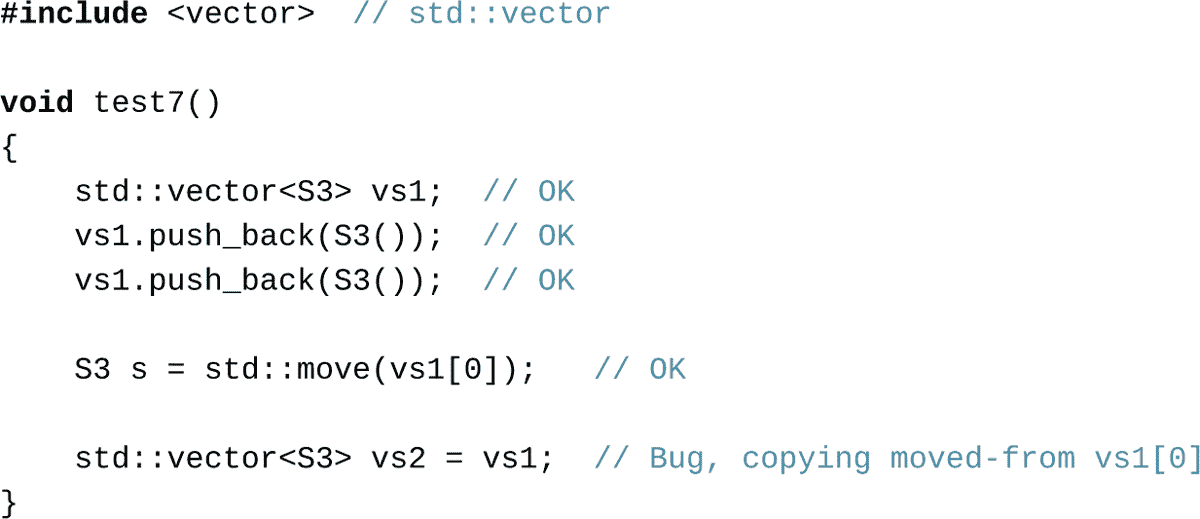 #include <vector>  // std::vector
void test7()
{
    std::vector<S3> vs1;  // OK
    vs1.push_back(S3());  // OK
    vs1.push_back(S3());  // OK
    S3 s = std::move(vs1[0]);   // OK
    std::vector<S3> vs2 = vs1;  // Bug, copying moved-from vs1[0]
}